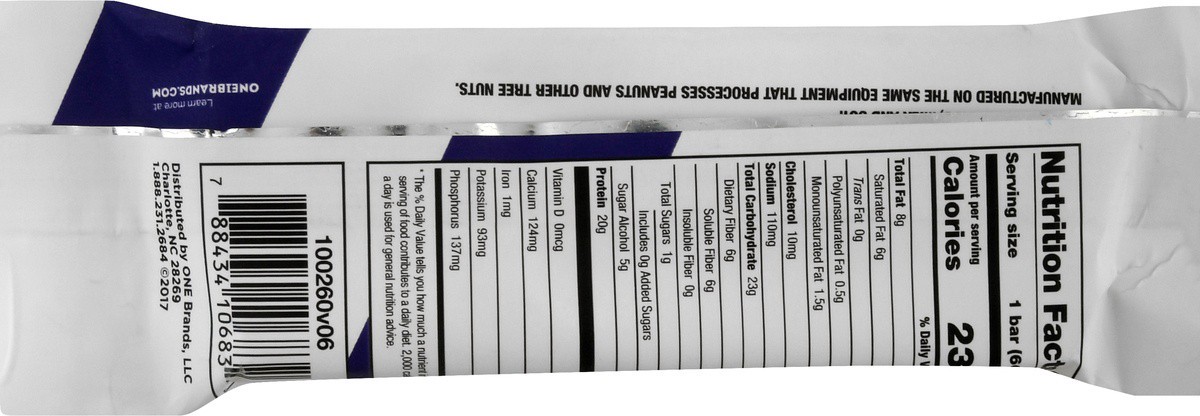 MANUFACTURED ON THE SAME EQUIPMENT THAT PROCESSES PEANUTS AND OTHER TREE NUTS.
Learn more at
ONE1BRANDS.COM
Nutrition Fact
Serving size 1 bar (6
Amount per serving
Calories 23
% Daily
Total Fat 8g
Saturated Fat 6g
Trans Fat 0g
Polyunsaturated Fat 0.5g
Monounsaturated Fat 1.5g
Cholesterol 10mg
Sodium 110mg
Total Carbohydrate 23g
Dietary Fiber 6g
Soluble Fiber 6g
Insoluble Fiber 0g
Total Sugars 1g
Includes 0g Added Sugars
Sugar Alcohol 5g
Protein 20g
Vitamin D 0mcg
Calcium 124mg
Iron 1mg
Potassium 93mg
Phosphorus 137mg
* The % Daily Value tells you how much a nutrient
serving of food contributes to a daily diet. 2,000
a day is used for general nutrition advice.
100260v06
7 88434 10683
Distributed by ONE Brands, LLC
Charlotte, NC 28269
1.888.231.2684 ©2017